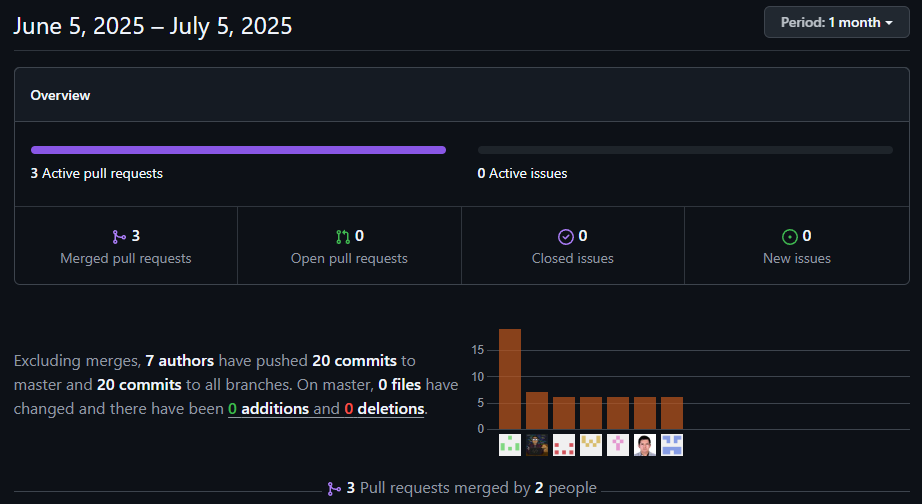 June 5, 2025 – July 5, 2025
Period: 1 month
Overview
3 Active pull requests
0 Active issues
3
Merged pull requests
0
Open pull requests
0
Closed issues
0
New issues
Excluding merges, 7 authors have pushed 20 commits to
master and 20 commits to all branches. On master, 0 files have
changed and there have been 0 additions and 0 deletions.
15
10
5
0
3 Pull requests merged by 2 people